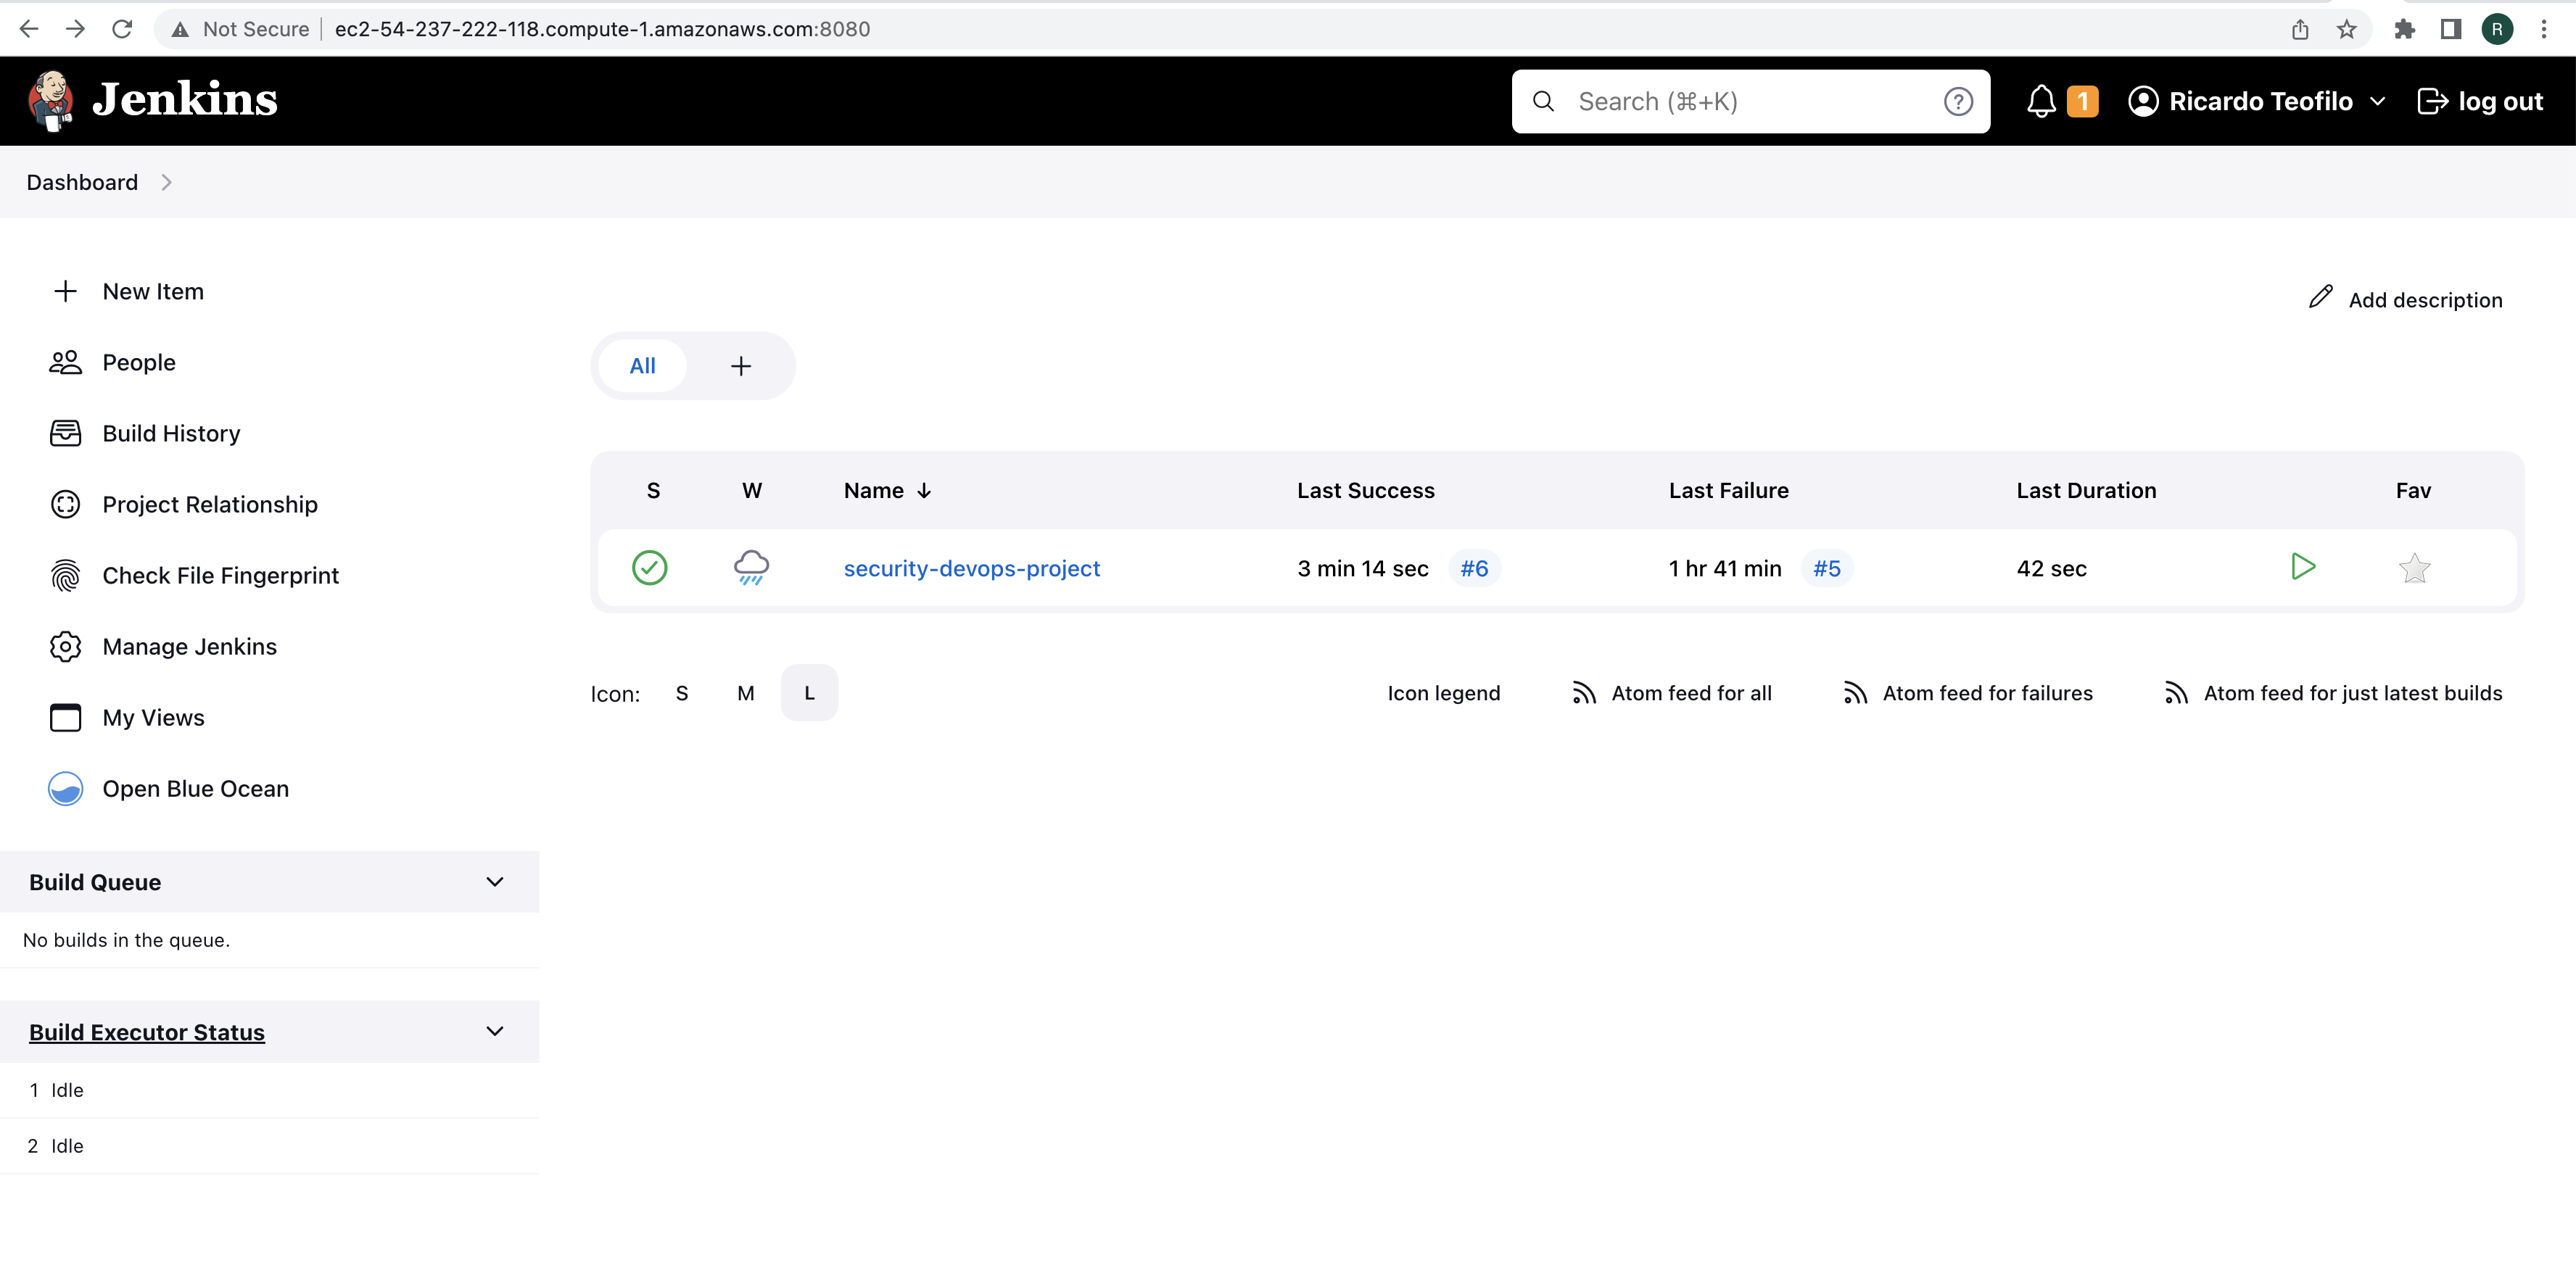 Not Secure ec2-54-237-222-118.compute-1.amazonaws.com:8080 R
Jenkins Search (⌘+K) ? 1 Ricardo Teofilo log out
Dashboard
New Item
Add description
People
All +
Build History
S W Name ↓ Last Success Last Failure Last Duration Fav
Project Relationship
security-devops-project 3 min 14 sec #6 1 hr 41 min #5 42 sec
Check File Fingerprint
Manage Jenkins
Icon: S M L Icon legend Atom feed for all Atom feed for failures Atom feed for just latest builds
My Views
Open Blue Ocean
Build Queue
No builds in the queue.
Build Executor Status
1 Idle
2 Idle